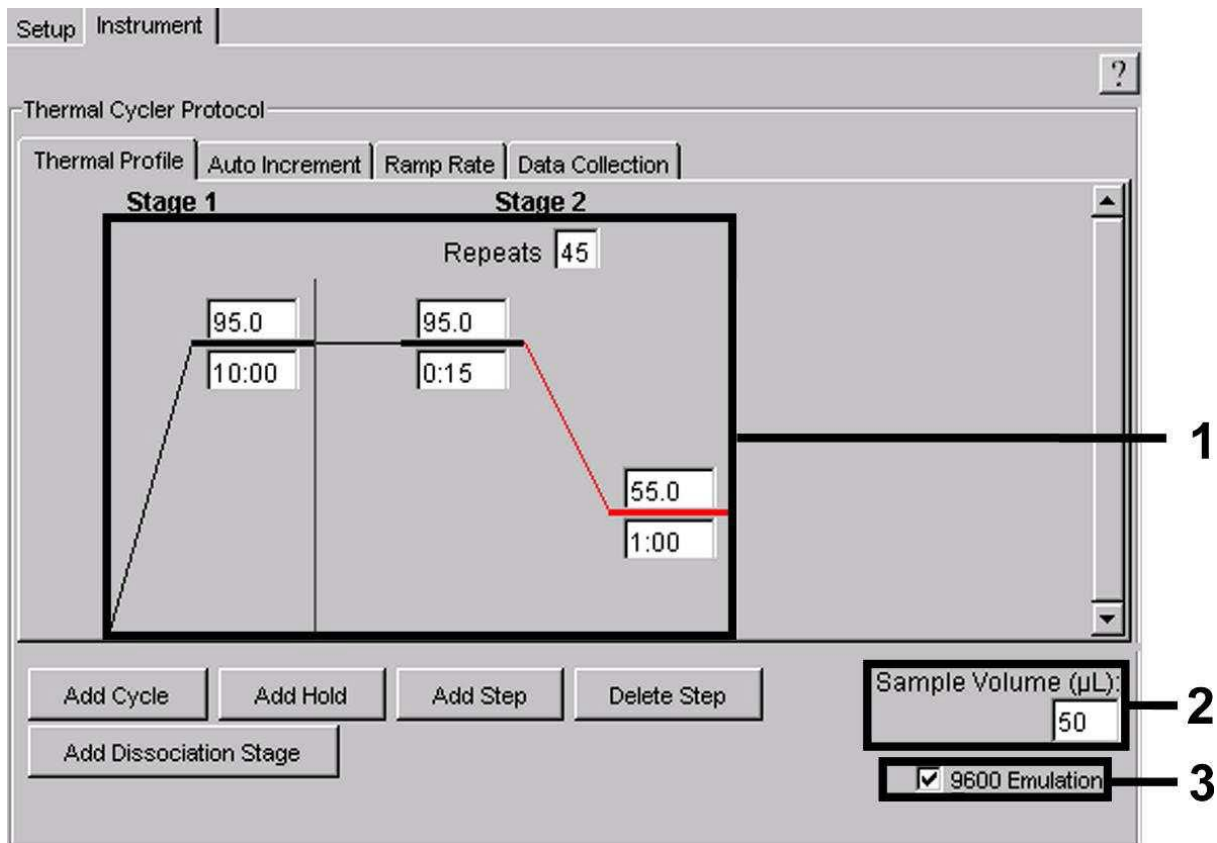 Setup Instrument
?
Thermal Cycler Protocol
Thermal Profile Auto Increment Ramp Rate Data Collection
Stage 1 Stage 2
Repeats 45
95.0 95.0
10:00 0:15
1
55.0
1:00
Add Cycle Add Hold Add Step Delete Step
Sample Volume (µL):
50
2
Add Dissociation Stage
9600 Emulation
3